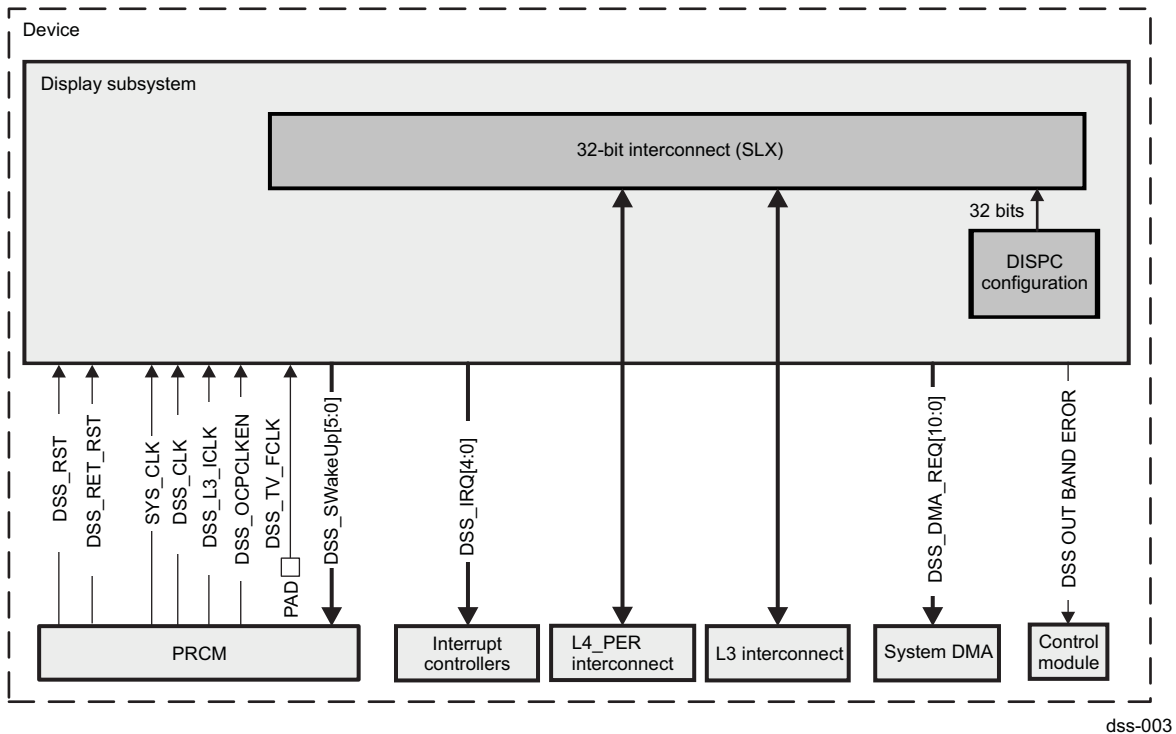 Device
Display subsystem
32-bit interconnect (SLX)
32 bits
DISPC
configuration
DSS_RST
DSS_RET_RST
SYS_CLK
DSS_CLK
DSS_L3_ICLK
DSS_OCPCLKEN
DSS_TV_FCLK
PAD
DSS_SWakeUp[5:0]
DSS_IRQ[4:0]
DSS_DMA_REQ[10:0]
DSS OUT BAND EROR
PRCM
Interrupt
controllers
L4_PER
interconnect
L3 interconnect
System DMA
Control
module
dss-003